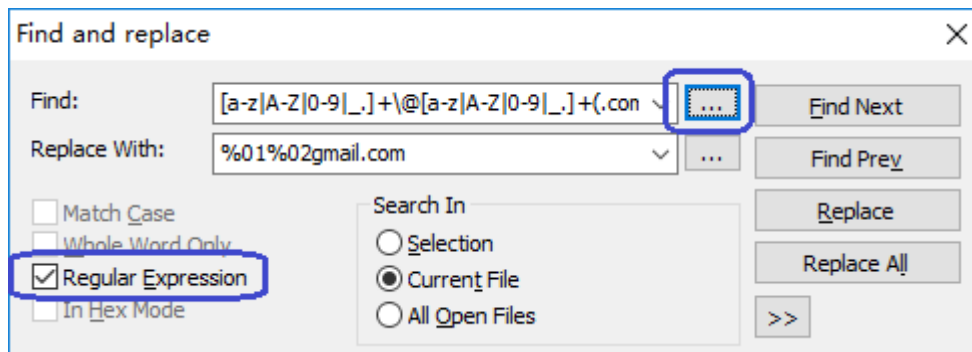 Find and replace
Find: [a-z|A-Z|0-9|_.]+\@[a-z|A-Z|0-9|_.]+(.con ... Find Next
Replace With: %01%02gmail.com ... Find Prev
Match Case Search In Replace
Whole Word Only Selection
Regular Expression Current File Replace All
In Hex Mode All Open Files >>